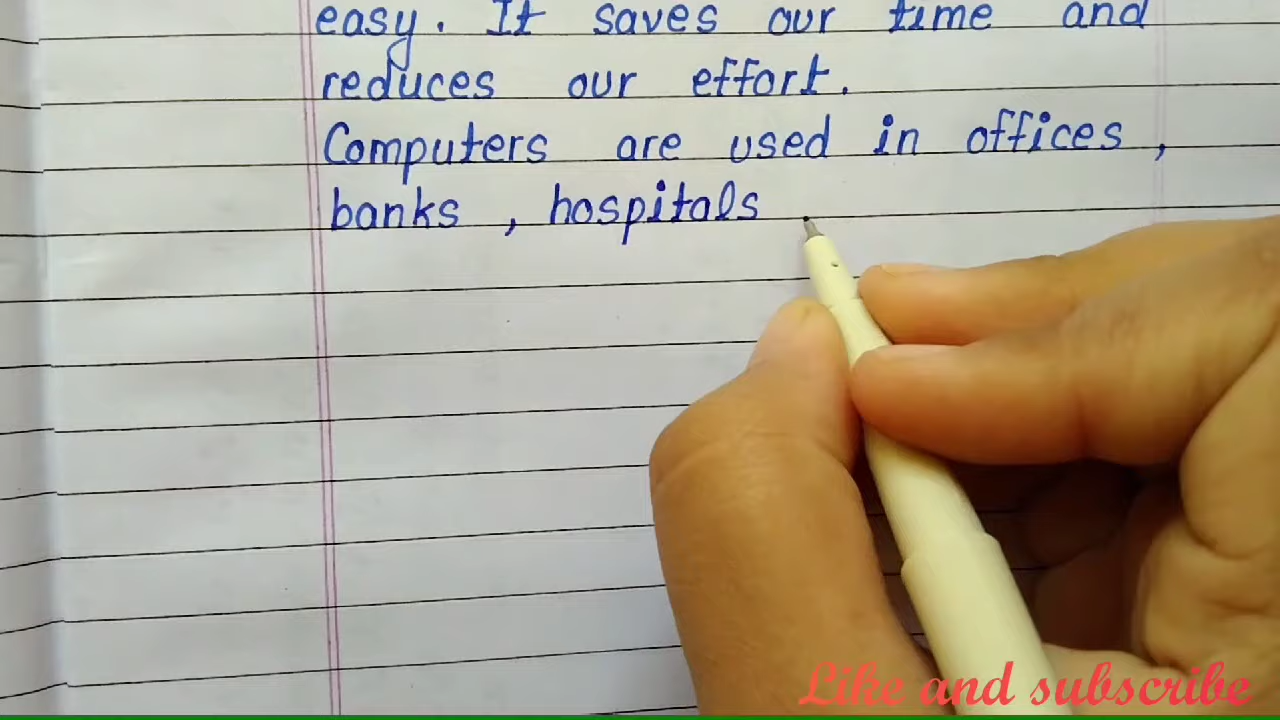 easy. It saves our time and
reduces our effort.
Computers are used in offices,
banks, hospitals
Like and subscribe